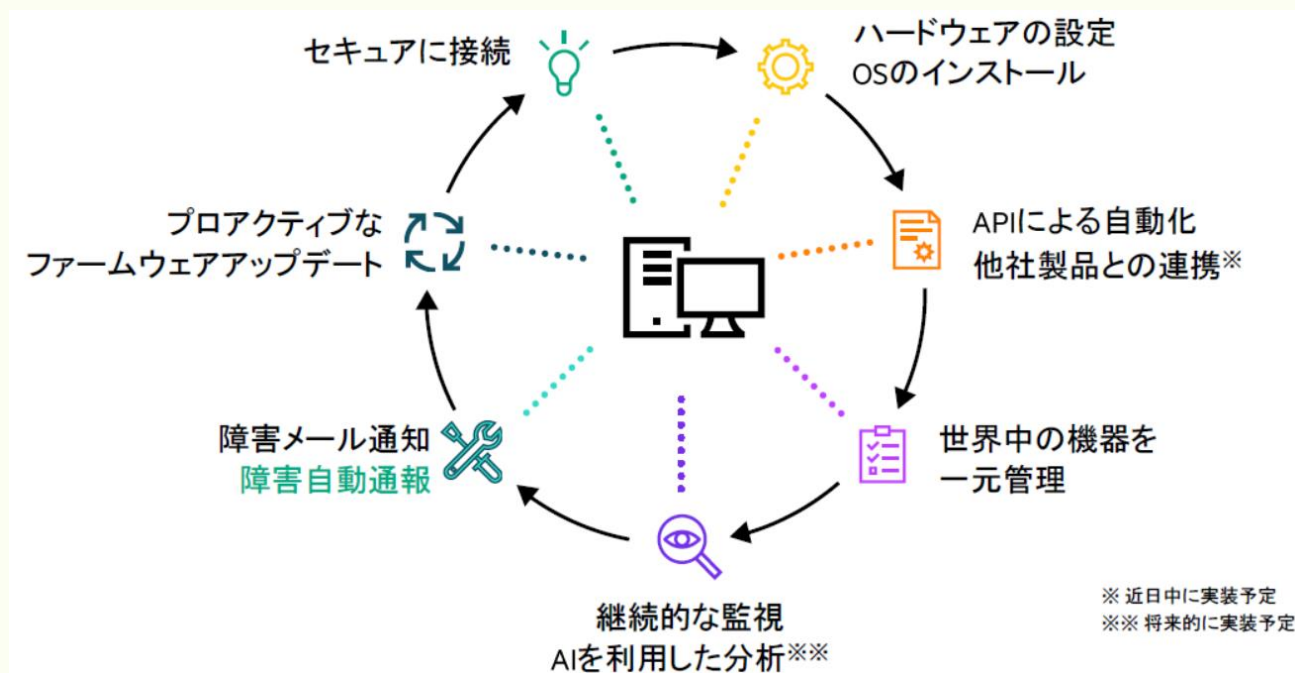 セキュアに接続
ハードウェアの設定
OSのインストール
APIによる自動化
他社製品との連携※
世界中の機器を
一元管理
継続的な監視
AIを利用した分析※※
障害メール通知
障害自動通報
プロアクティブな
ファームウェアアップデート
※ 近日中に実装予定
※※ 将来的に実装予定